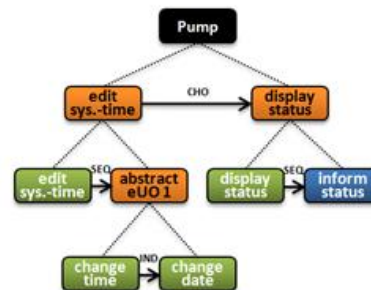 Pump
edit
sys.-time
CHO
display
status
edit
sys.-time
SEQ
abstract
eUO 1
display
status
SEQ
inform
status
change
time
IND
change
date